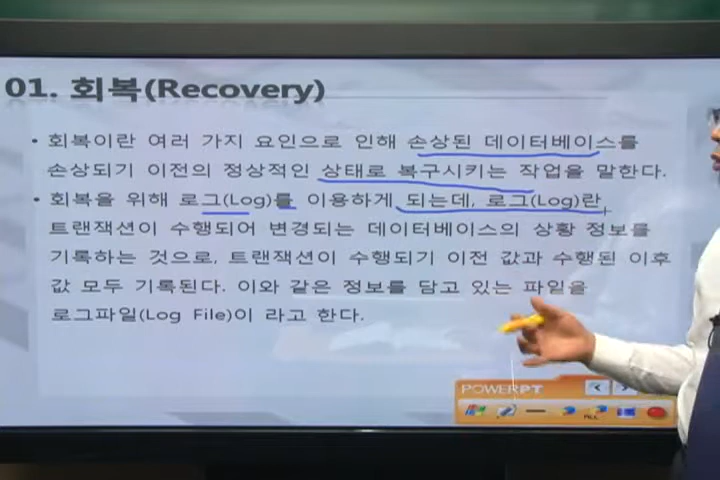 01. 회복(Recovery)
• 회복이란 여러 가지 요인으로 인해 손상된 데이터베이스를
손상되기 이전의 정상적인 상태로 복구시키는 작업을 말한다.
• 회복을 위해 로그(Log)를 이용하게 되는데, 로그(Log)란
트랜잭션이 수행되어 변경되는 데이터베이스의 상황 정보를
기록하는 것으로, 트랜잭션이 수행되기 이전 값과 수행된 이후
값 모두 기록된다. 이와 같은 정보를 담고 있는 파일을
로그파일(Log File)이 라고 한다.
POWERPT
ALL